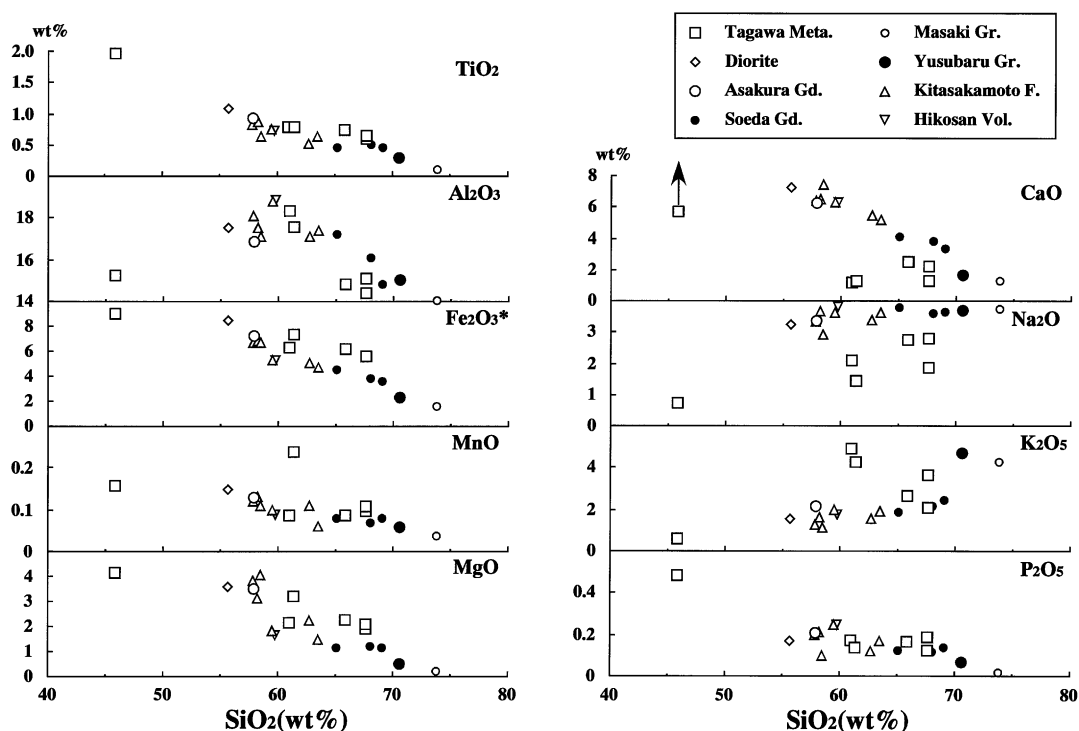 wt%
2.0
TiO2
1.5
1.0
0.5
0
Al2O3
18
16
14
Fe2O3*
8
6
4
2
0
MnO
0.2
0.1
0
MgO
4
3
2
1
0
40 50 60 70 80
SiO2(wt%)
Tagawa Meta.
Diorite
Asakura Gd.
Soeda Gd.
Masaki Gr.
Yusubaru Gr.
Kitasakamoto F.
Hikosan Vol.
wt%
8
CaO
6
4
2
0
Na2O
3
2
1
0
K2O5
4
2
0
P2O5
0.4
0.2
0
40 50 60 70 80
SiO2(wt%)